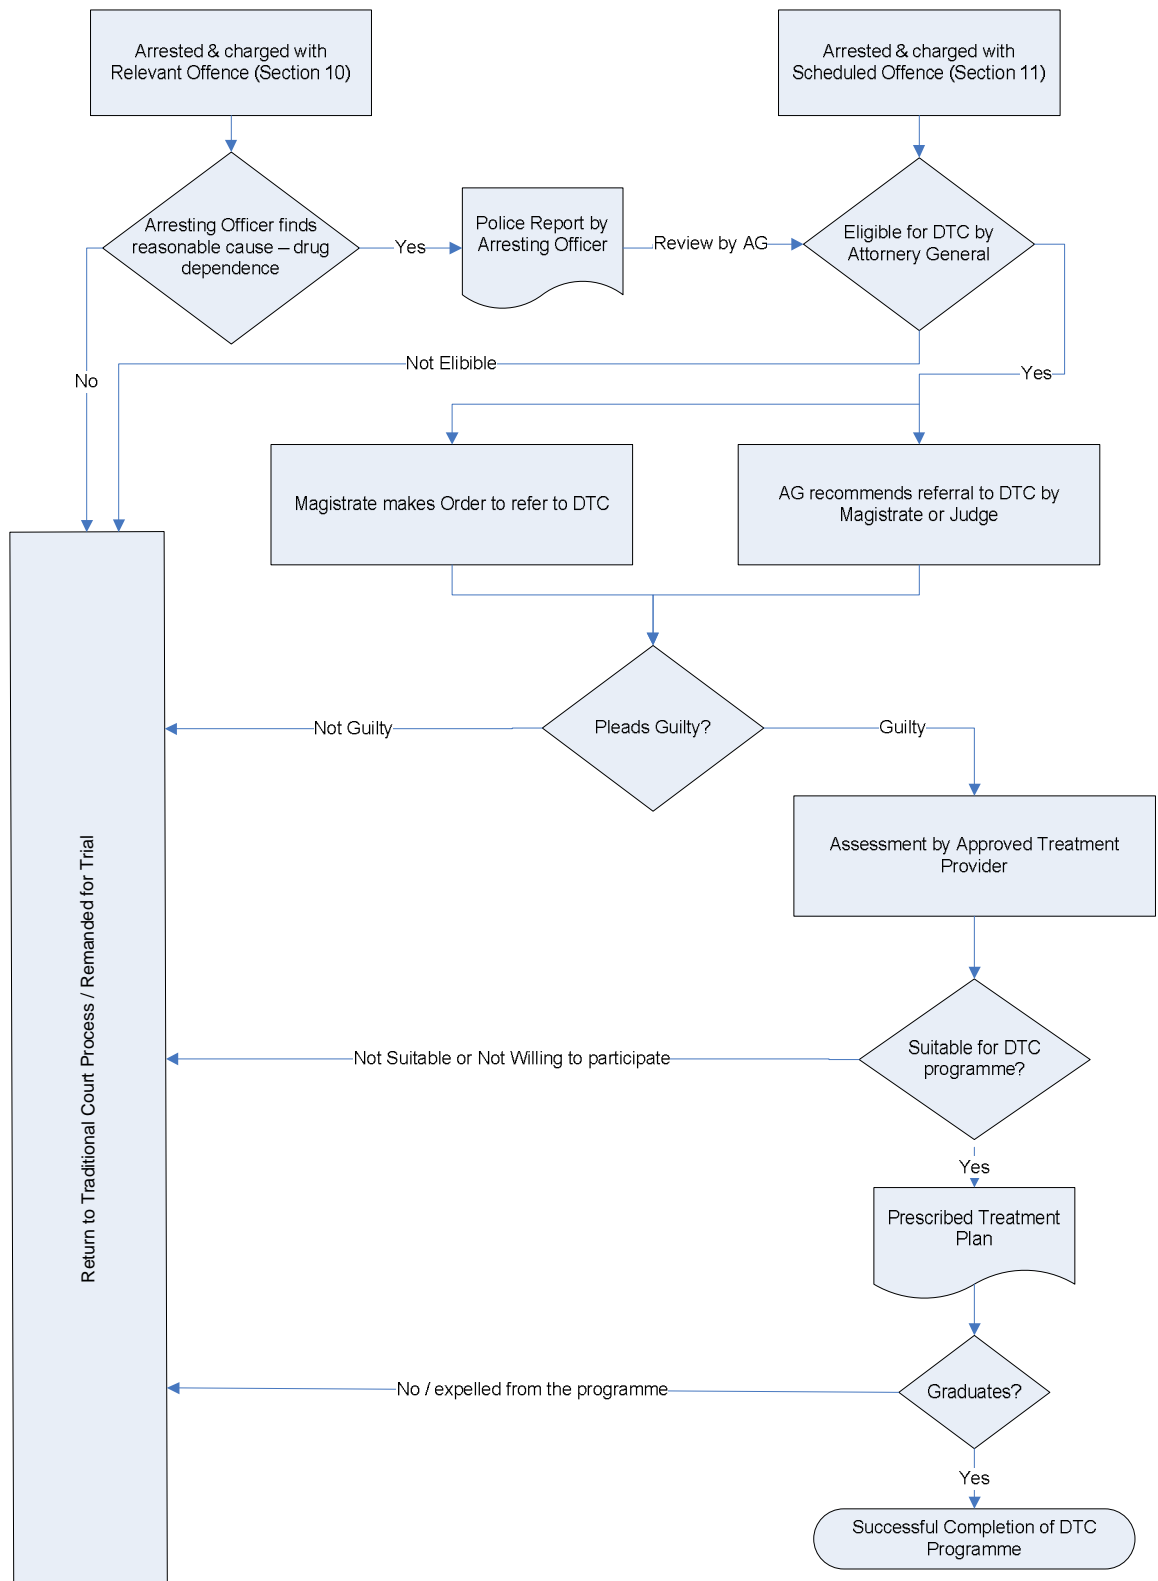 Arrested & charged with
Relevant Offence (Section 10)
Arrested & charged with
Scheduled Offence (Section 11)
Arresting Officer finds
reasonable cause – drug
dependence
Yes
Police Report by
Arresting Officer
Review by AG
Eligible for DTC by
Attornery General
No
Not Elibible
Yes
Magistrate makes Order to refer to DTC
AG recommends referral to DTC by
Magistrate or Judge
Not Guilty
Pleads Guilty?
Guilty
Assessment by Approved Treatment
Provider
Return to Traditional Court Process / Remanded for Trial
Not Suitable or Not Willing to participate
Suitable for DTC
programme?
Yes
Prescribed Treatment
Plan
No / expelled from the programme
Graduates?
Yes
Successful Completion of DTC
Programme